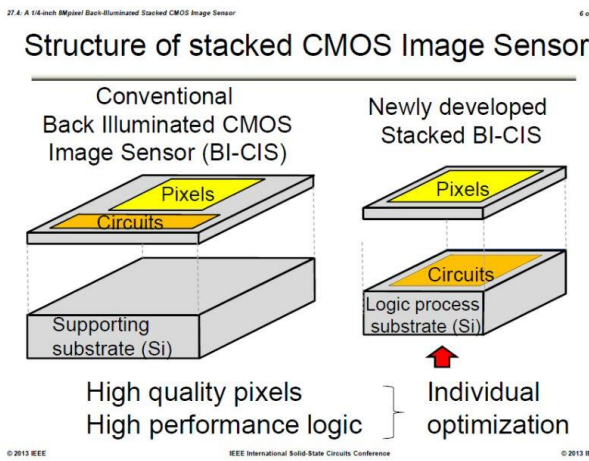 27.4: A 1/4-inch 8Mpixel Back-Illuminated Stacked CMOS Image Sensor
6 o
Structure of stacked CMOS Image Sensor
Conventional
Back Illuminated CMOS
Image Sensor (BI-CIS)
Newly developed
Stacked BI-CIS
Pixels
Circuits
Pixels
Supporting
substrate (Si)
Circuits
Logic process
substrate (Si)
High quality pixels
High performance logic
Individual
optimization
© 2013 IEEE
IEEE International Solid-State Circuits Conference
© 2013 I